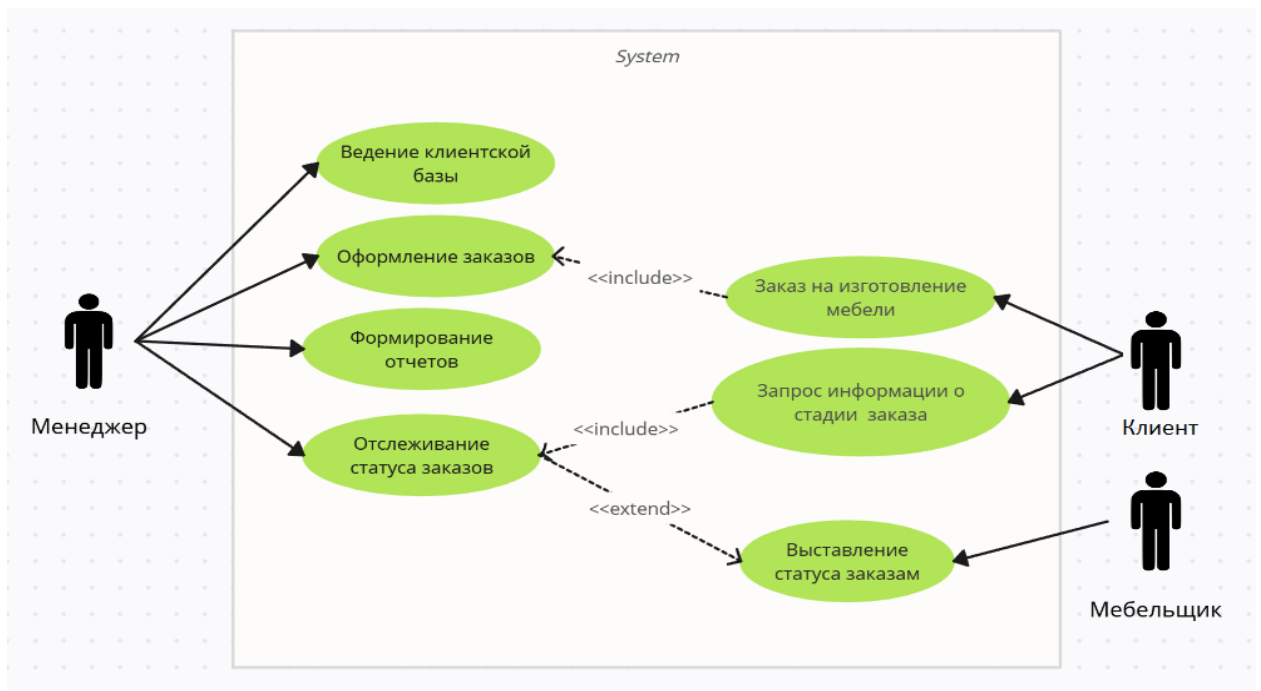 System
Ведение клиентской
базы
Оформление заказов
<<include>>
Заказ на изготовление
мебели
Формирование
отчетов
Запрос информации о
стадии заказа
Менеджер
<<include>>
Клиент
Отслеживание
статуса заказов
<<extend>>
Выставление
статуса заказам
Мебельщик